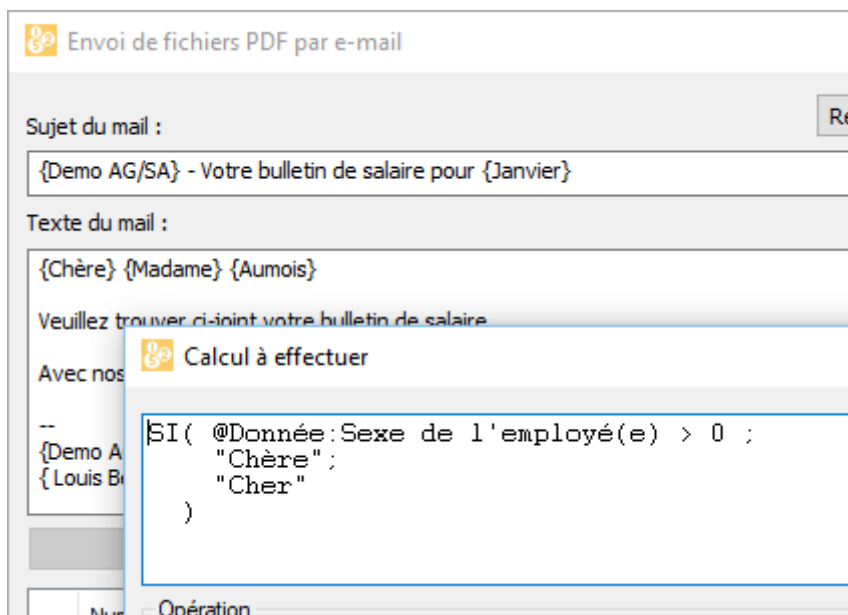 Envoi de fichiers PDF par e-mail
Sujet du mail :
{Demo AG/SA} - Votre bulletin de salaire pour {Janvier}
Texte du mail :
{Chère} {Madame} {Aumois}
Veuillez trouver ci-joint votre bulletin de salaire
Avec nos
--
{Demo A
{ Louis B
Calcul à effectuer
SI( @Donnée:Sexe de l'employé(e) > 0 ;
"Chère";
"Cher"
)
Opération